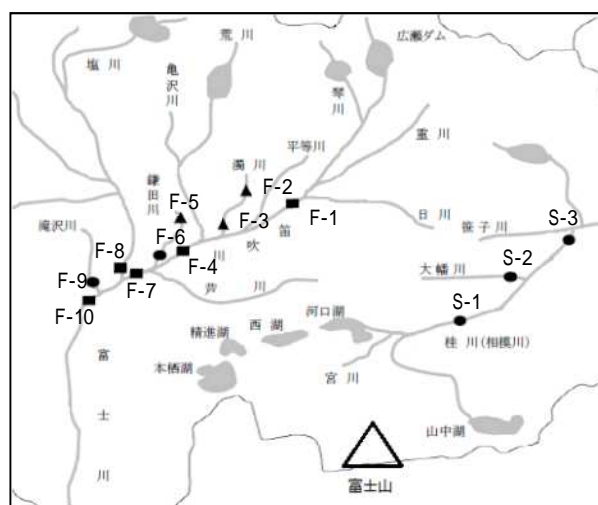 荒川
広瀬ダム
塩川
亀沢川
琴川
重川
平等川
濁川
鎌田川
F-5
F-2
F-1
滝沢川
F-3
日川
笹子川
S-3
F-6
笛吹川
F-8
F-4
大幡川
S-2
F-9
F-7
芦川
F-10
河口湖
S-1
西湖
精進湖
桂川(相模川)
本栖湖
宮川
富士川
山中湖
富士山